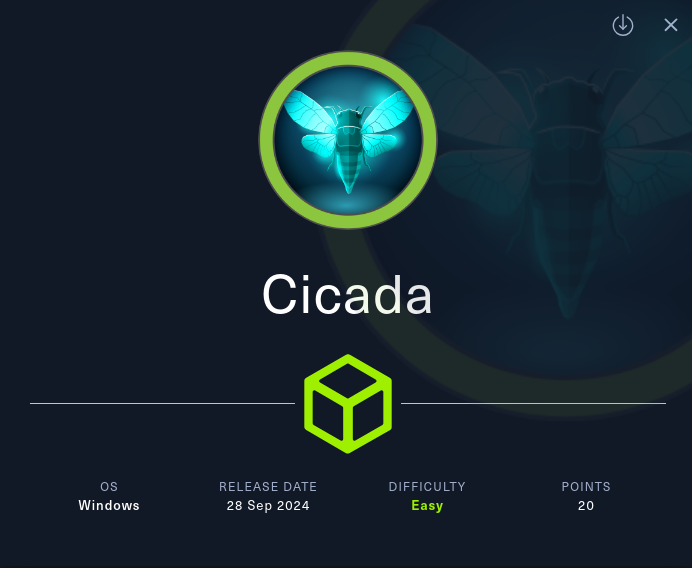 Cicada
OS RELEASE DATE DIFFICULTY POINTS
Windows 28 Sep 2024 Easy 20